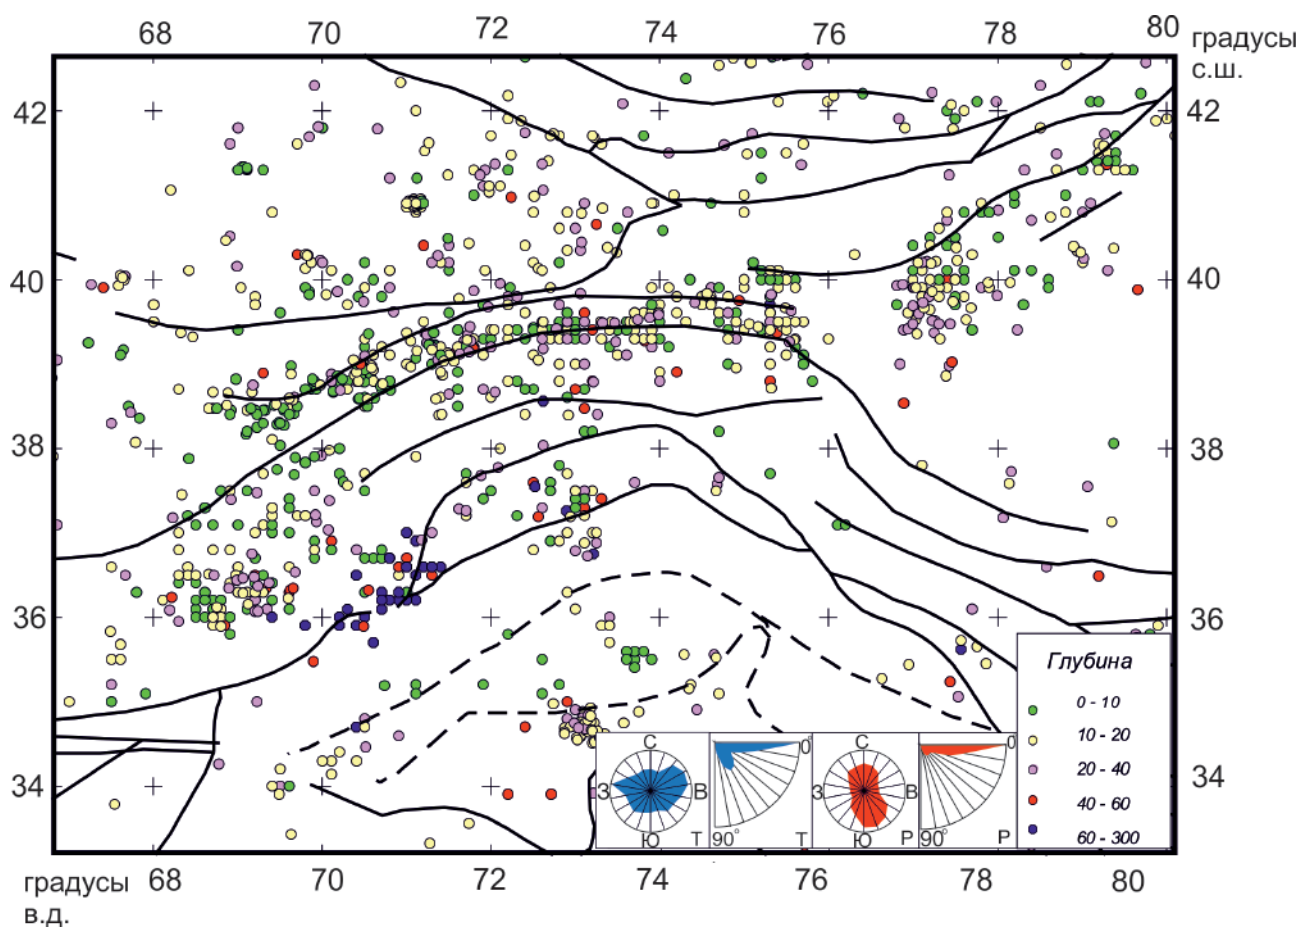 68 70 72 74 76 78 80
градусы
с.ш.
42 42
40 40
38 38
36 36
34 34
Глубина
0 - 10
10 - 20
20 - 40
40 - 60
60 - 300
С 0° С 0
З В З В
Ю Т 90° Т Ю Р 90° Р
градусы 68 70 72 74 76 78 80
в.д.